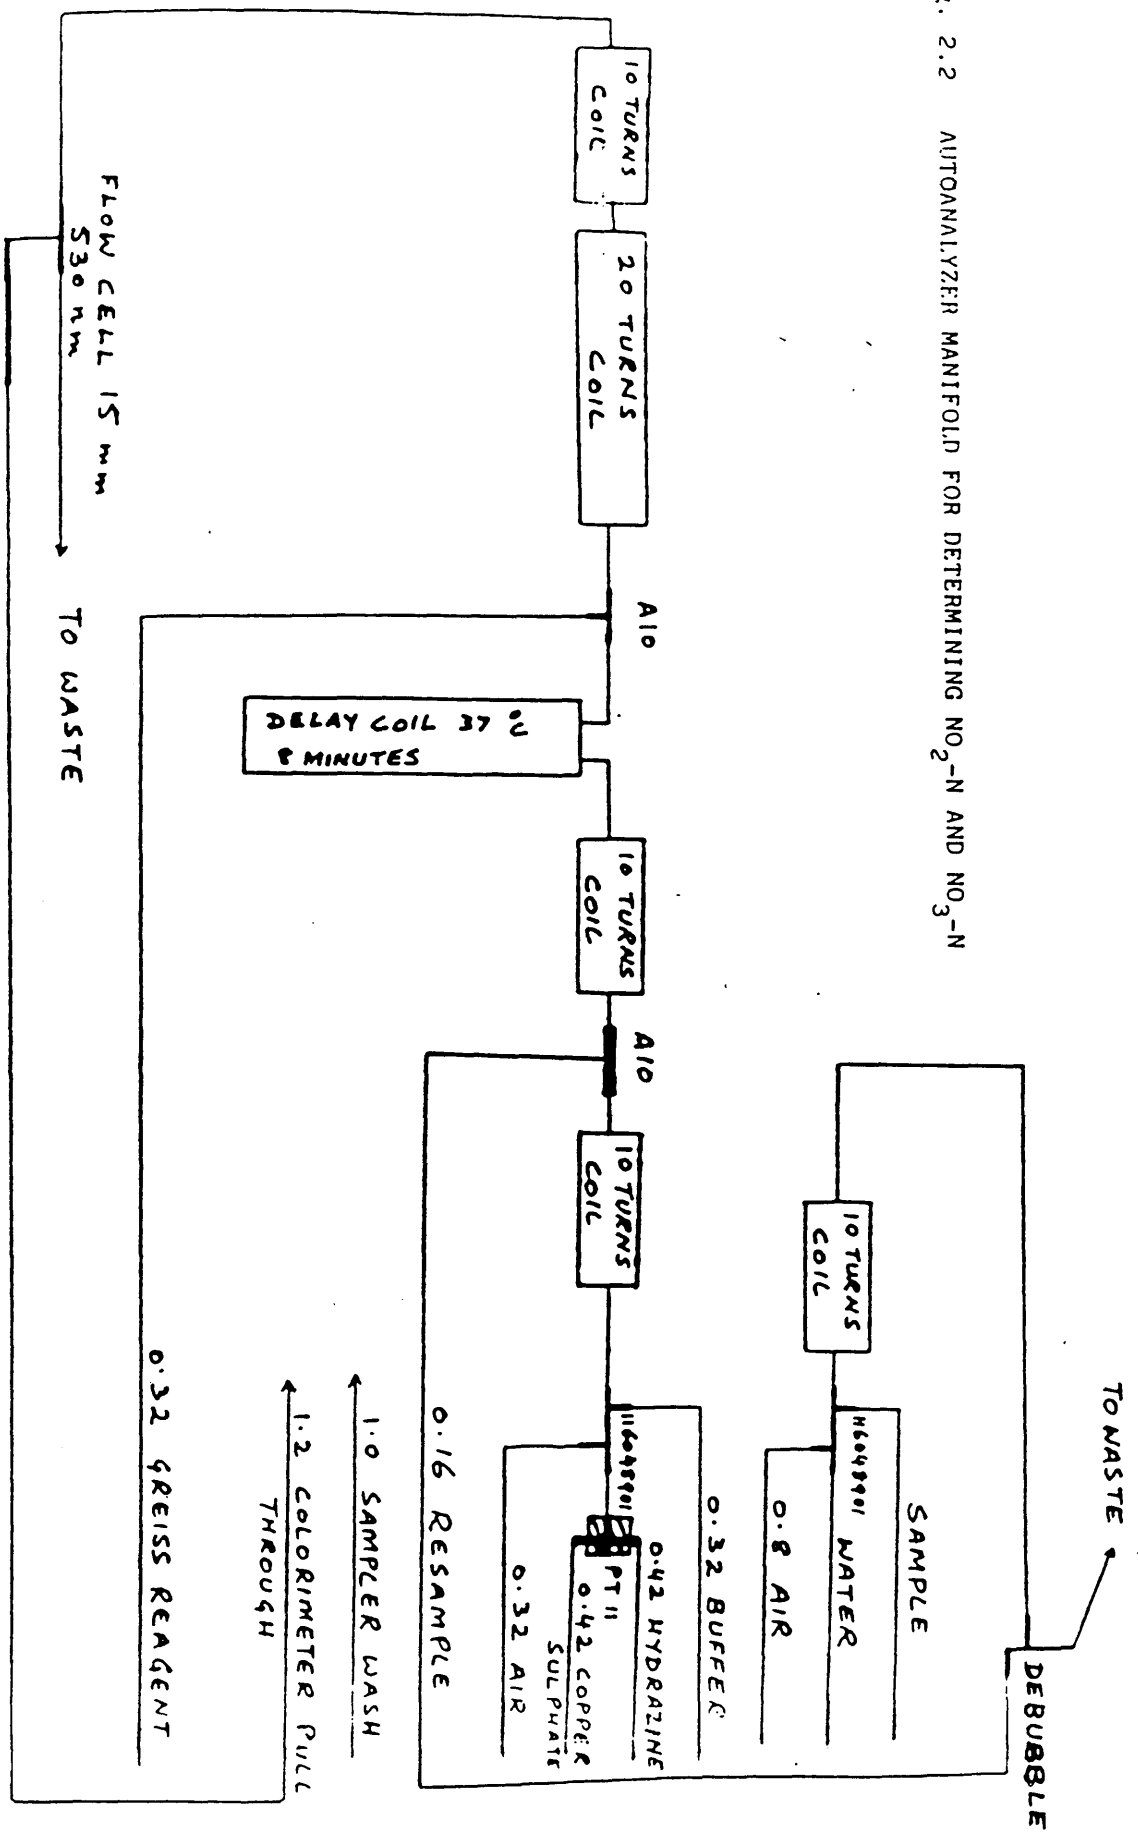 2.2 AUTOANALYZER MANIFOLD FOR DETERMINING NO2-N AND NO3-N
TO WASTE
DEBUBBLE
SAMPLE
H6048901 WATER
0.8 AIR
10 TURNS
COIL
0.32 BUFFER
0.42 HYDRAZINE
116048901
PT 11
0.42 COPPER
SULPHATE
0.32 AIR
10 TURNS
COIL
A10
10 TURNS
COIL
DELAY COIL 37 °C
8 MINUTES
A10
20 TURNS
COIL
10 TURNS
COIL
0.16 RESAMPLE
1.0 SAMPLER WASH
1.2 COLORIMETER PULL
THROUGH
0.32 GREISS REAGENT
FLOW CELL 15 mm
530 nm
TO WASTE